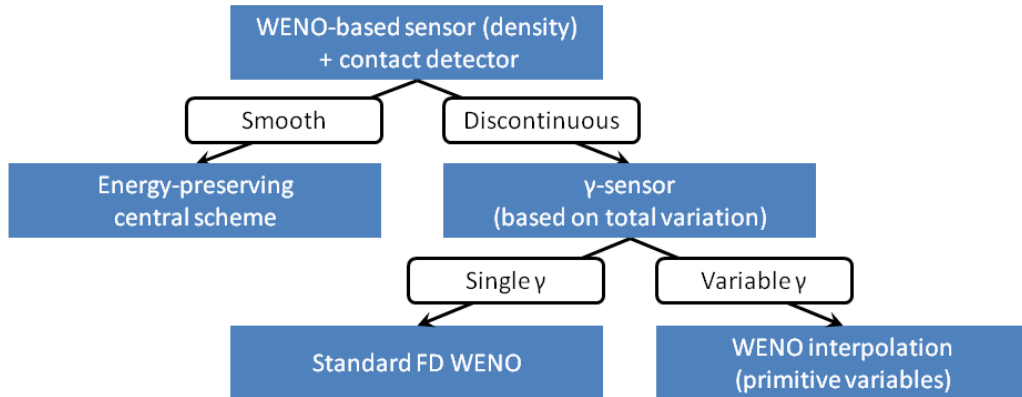 WENO-based sensor (density)
+ contact detector
Smooth
Discontinuous
Energy-preserving
central scheme
γ-sensor
(based on total variation)
Single γ
Variable γ
Standard FD WENO
WENO interpolation
(primitive variables)